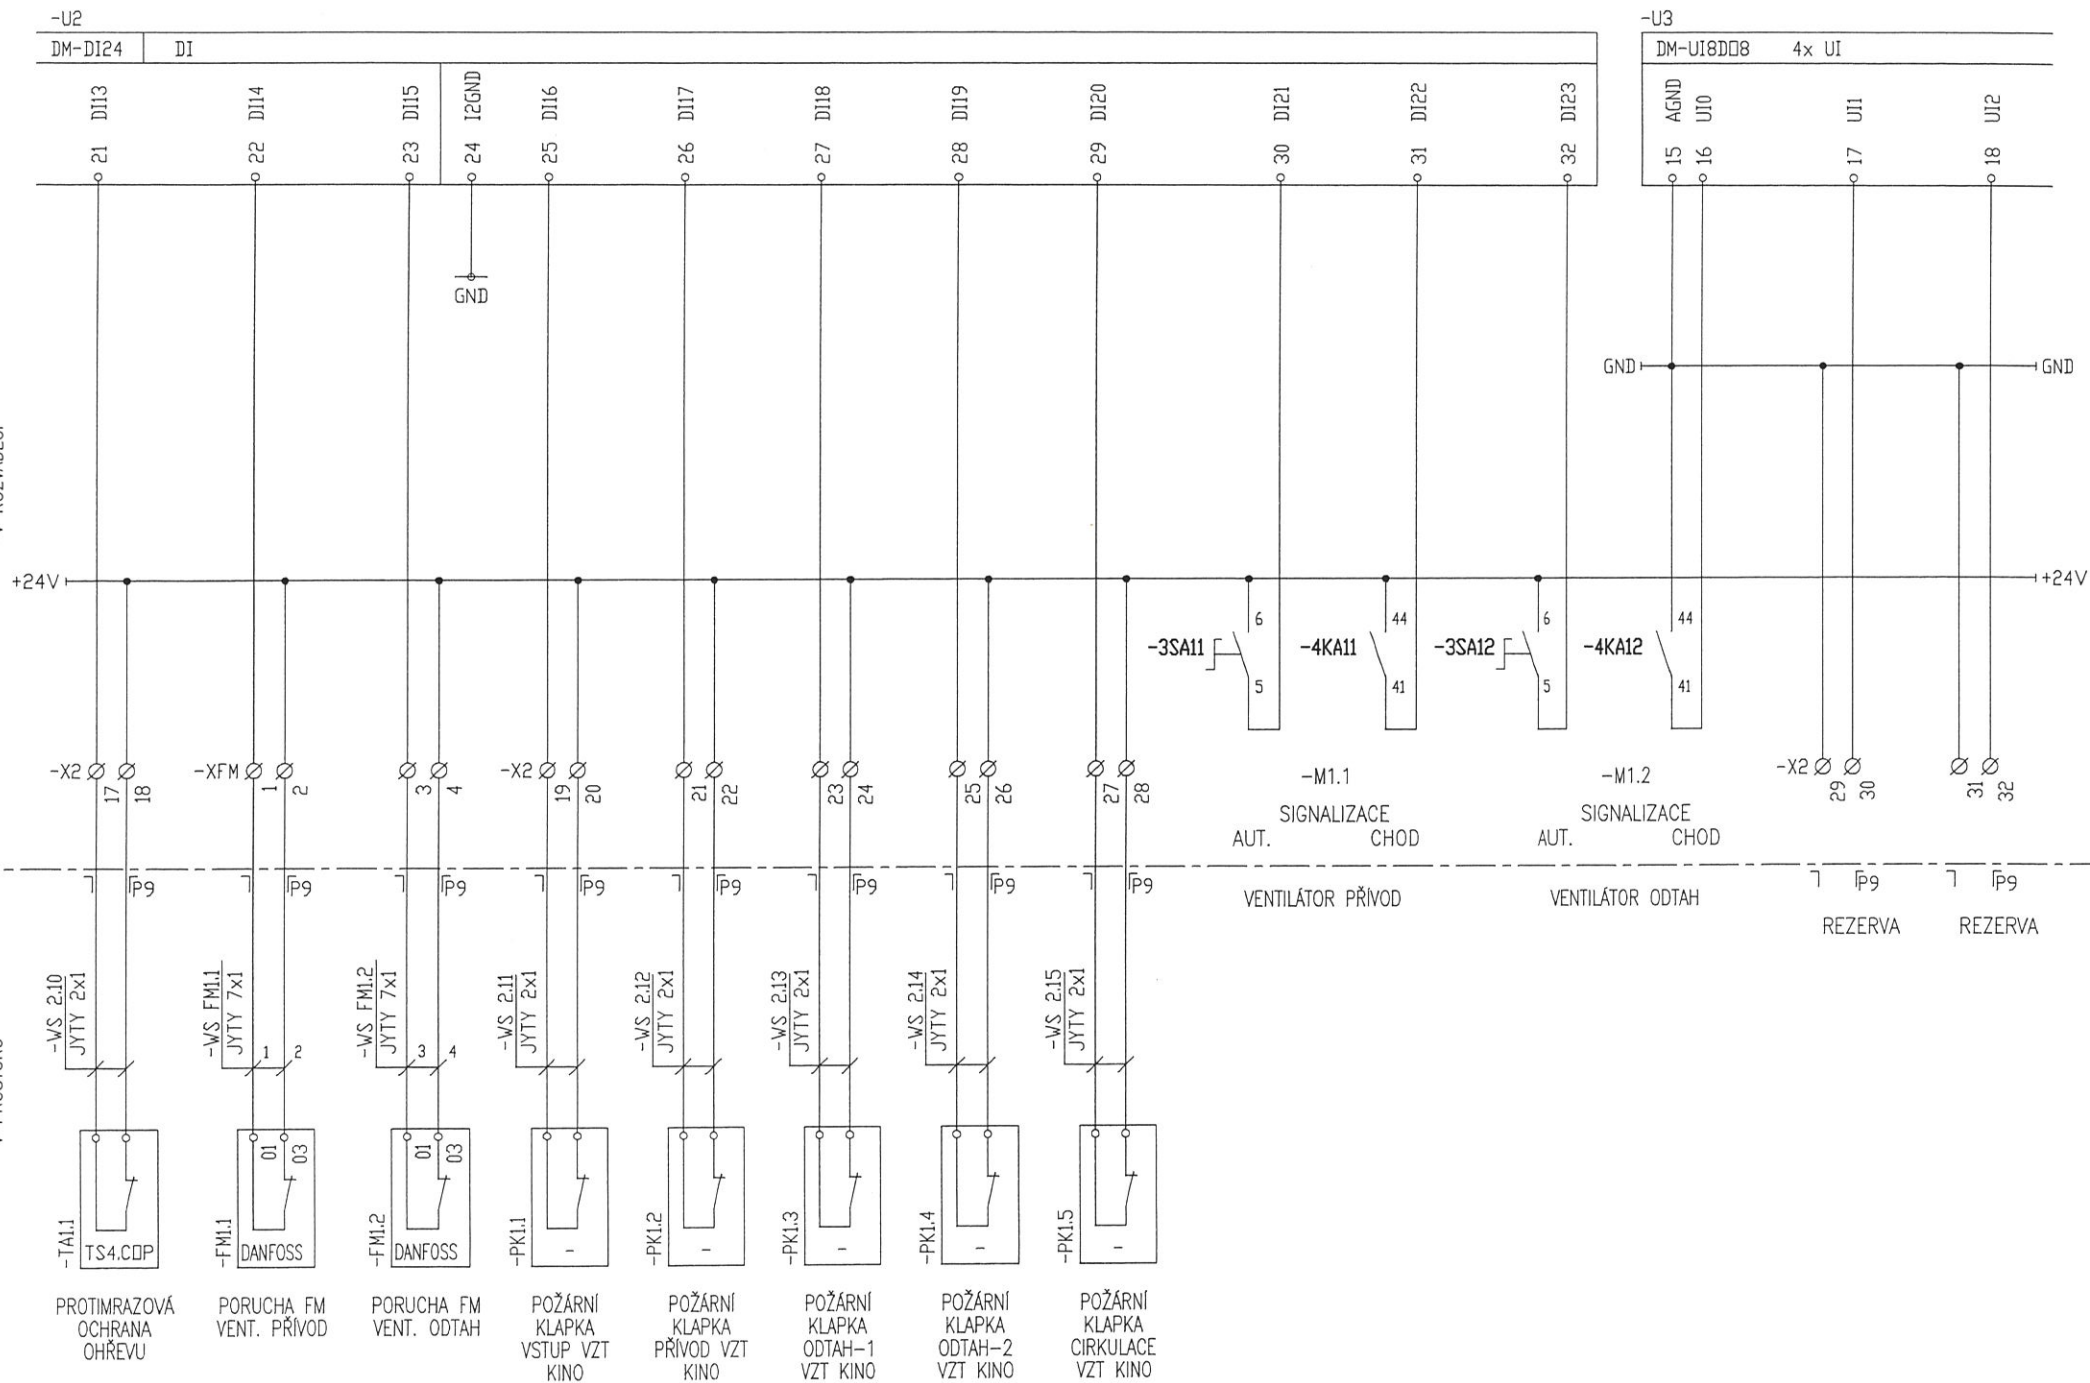 -U2
-U3
DM-DI24 DI
DM-UI8DO8 4x UI
DI13 DI14 DI15 I2GND DI16 DI17 DI18 DI19 DI20 DI21 DI22 DI23 AGND UI0 UI1 UI2
21 22 23 24 25 26 27 28 29 30 31 32 15 16 17 18
GND
GND GND
+24V +24V
6 44 6 44
-3SA11 -4KA11 -3SA12 -4KA12
5 41 5 41
-X2 -XFM -X2 -X2
17 18 1 2 3 4 19 20 21 22 23 24 25 26 27 28 29 30 31 32
-M1.1 -M1.2
SIGNALIZACE SIGNALIZACE
AUT. CHOD AUT. CHOD
P9 P9 P9 P9 P9 P9 P9 P9 P9 P9
VENTILÁTOR PŘÍVOD VENTILÁTOR ODTAH
REZERVA REZERVA
-WS 2.10
JYTY 2x1
-WS FM1.1
JYTY 7x1
-WS FM1.2
JYTY 7x1
-WS 2.11
JYTY 2x1
-WS 2.12
JYTY 2x1
-WS 2.13
JYTY 2x1
-WS 2.14
JYTY 2x1
-WS 2.15
JYTY 2x1
1 2 3 4
01 03 01 03
-TA1.1 -FM1.1 -FM1.2 -PK1.1 -PK1.2 -PK1.3 -PK1.4 -PK1.5
TS4.COP DANFOSS DANFOSS - - - - -
PROTIMRAZOVÁ
OCHRANA
OHŘEVU
PORUCHA FM
VENT. PŘÍVOD
PORUCHA FM
VENT. ODTAH
POŽÁRNÍ
KLAPKA
VSTUP VZT
KINO
POŽÁRNÍ
KLAPKA
PŘÍVOD VZT
KINO
POŽÁRNÍ
KLAPKA
ODTAH-1
VZT KINO
POŽÁRNÍ
KLAPKA
ODTAH-2
VZT KINO
POŽÁRNÍ
KLAPKA
CIRKULACE
VZT KINO